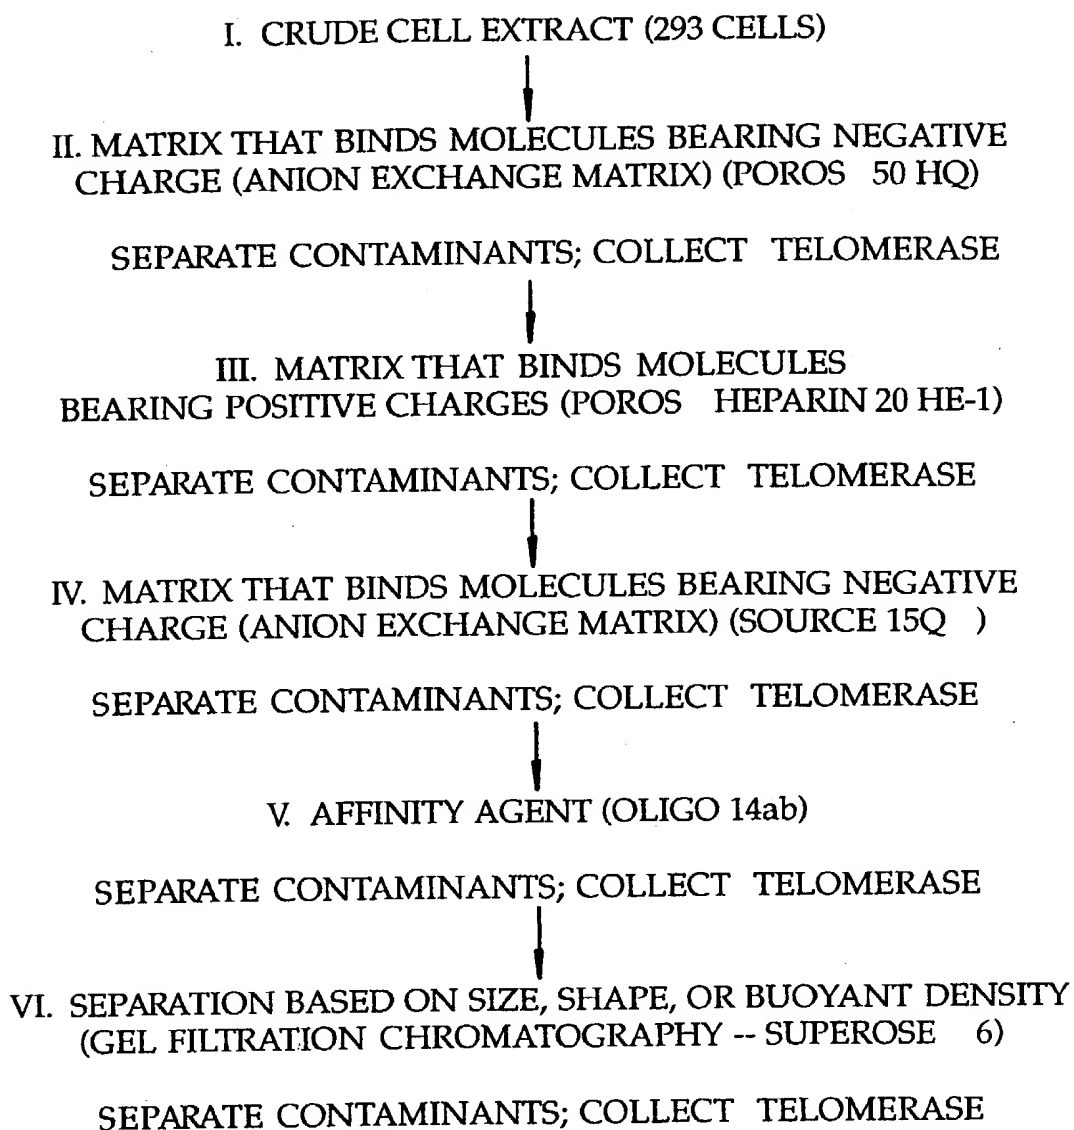 I. CRUDE CELL EXTRACT (293 CELLS)
II. MATRIX THAT BINDS MOLECULES BEARING NEGATIVE
CHARGE (ANION EXCHANGE MATRIX) (POROS 50 HQ)
SEPARATE CONTAMINANTS; COLLECT TELOMERASE
III. MATRIX THAT BINDS MOLECULES
BEARING POSITIVE CHARGES (POROS HEPARIN 20 HE-1)
SEPARATE CONTAMINANTS; COLLECT TELOMERASE
IV. MATRIX THAT BINDS MOLECULES BEARING NEGATIVE
CHARGE (ANION EXCHANGE MATRIX) (SOURCE 15Q )
SEPARATE CONTAMINANTS; COLLECT TELOMERASE
V. AFFINITY AGENT (OLIGO 14ab)
SEPARATE CONTAMINANTS; COLLECT TELOMERASE
VI. SEPARATION BASED ON SIZE, SHAPE, OR BUOYANT DENSITY
(GEL FILTRATION CHROMATOGRAPHY -- SUPEROSE 6)
SEPARATE CONTAMINANTS; COLLECT TELOMERASE